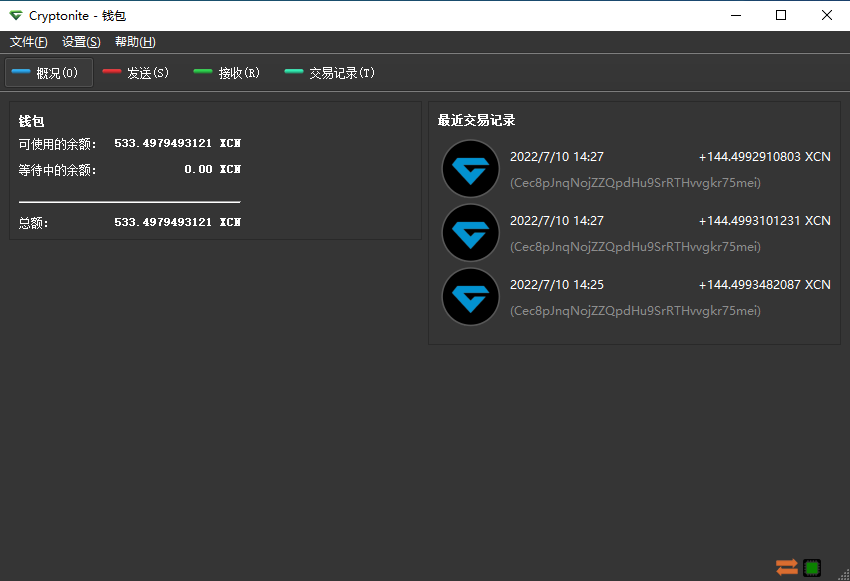 Cryptonite - 钱包
文件(F) 设置(S) 帮助(H)
概况(O) 发送(S) 接收(R) 交易记录(T)
钱包
可使用的余额: 533.4979493121 XCN
等待中的余额: 0.00 XCN
总额: 533.4979493121 XCN
最近交易记录
2022/7/10 14:27 +144.4992910803 XCN
(Cec8pJnqNojZZQpdHu9SrRTHvvgkr75mei)
2022/7/10 14:27 +144.4993101231 XCN
(Cec8pJnqNojZZQpdHu9SrRTHvvgkr75mei)
2022/7/10 14:25 +144.4993482087 XCN
(Cec8pJnqNojZZQpdHu9SrRTHvvgkr75mei)